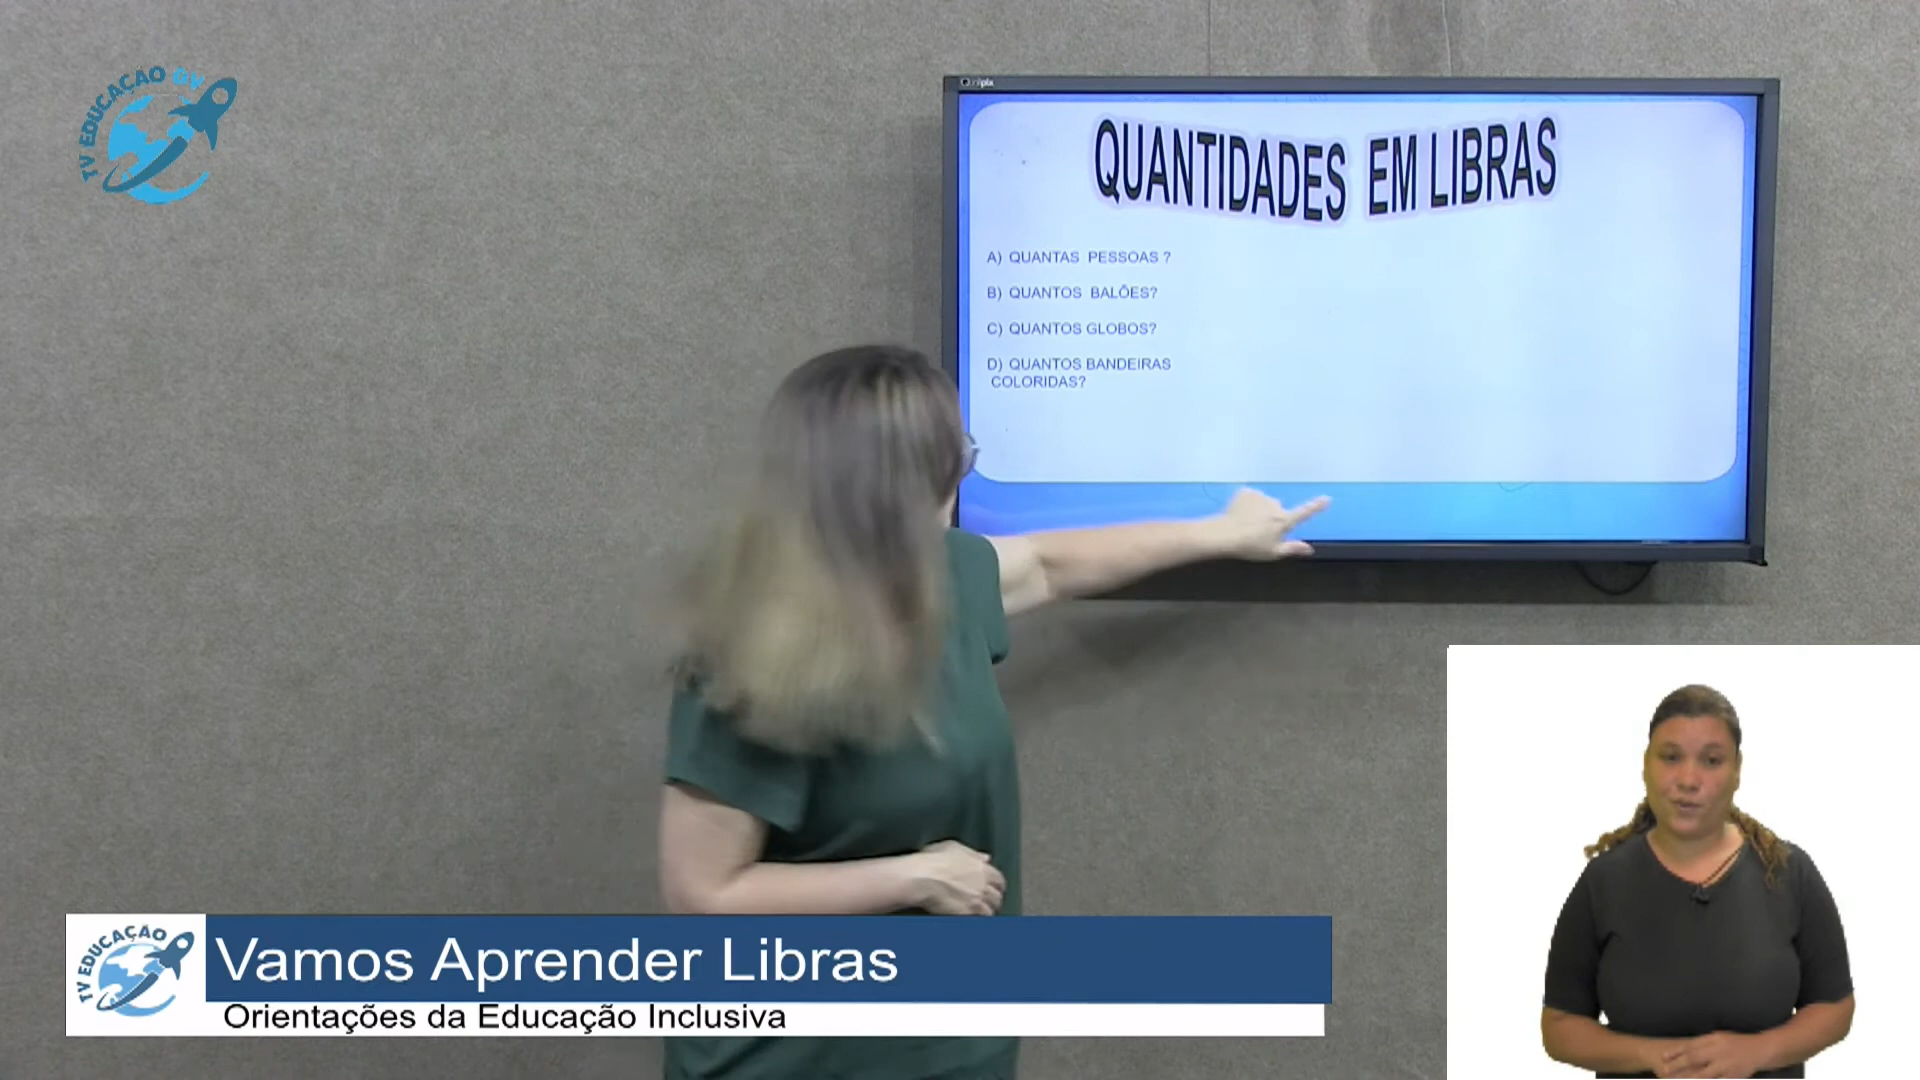 TV EDUCAÇÃO DV
QUANTIDADES EM LIBRAS
A) QUANTAS PESSOAS ?
B) QUANTOS BALÕES?
C) QUANTOS GLOBOS?
D) QUANTOS BANDEIRAS
COLORIDAS?
TV EDUCAÇÃO
Vamos Aprender Libras
Orientações da Educação Inclusiva